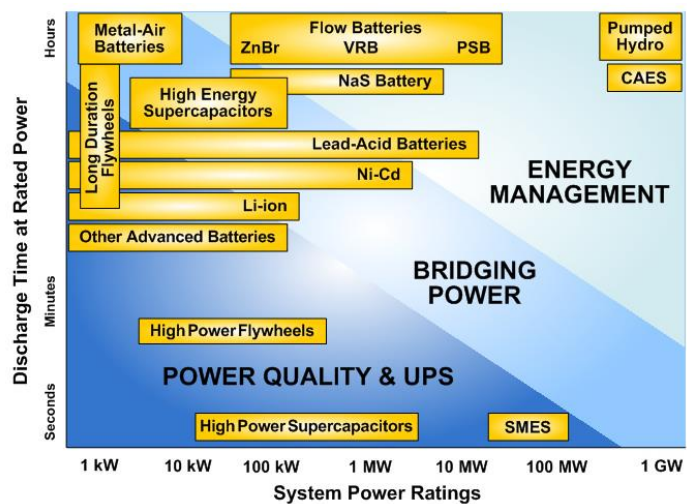 Discharge Time at Rated Power
Hours
Minutes
Seconds
Metal-Air
Batteries
Flow Batteries
ZnBr VRB PSB
Pumped
Hydro
NaS Battery
CAES
High Energy
Supercapacitors
Long Duration
Flywheels
Lead-Acid Batteries
Ni-Cd
Li-ion
Other Advanced Batteries
ENERGY
MANAGEMENT
BRIDGING
POWER
High Power Flywheels
POWER QUALITY & UPS
High Power Supercapacitors
SMES
1 kW 10 kW 100 kW 1 MW 10 MW 100 MW 1 GW
System Power Ratings